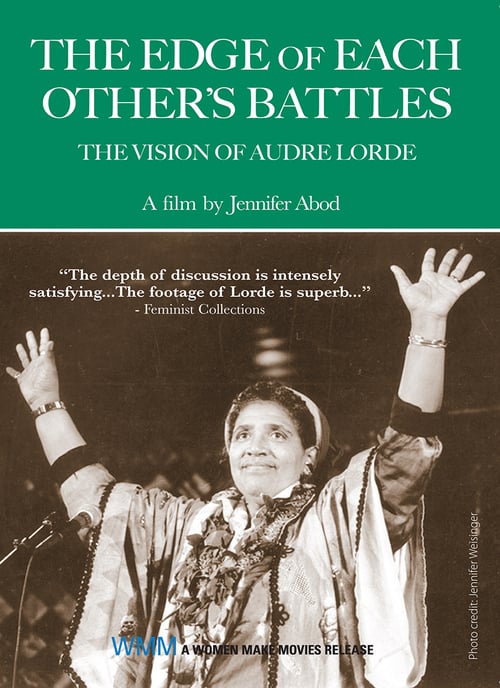 THE EDGE OF EACH
OTHER'S BATTLES
THE VISION OF AUDRE LORDE
A film by Jennifer Abod
“The depth of discussion is intensely
satisfying...The footage of Lorde is superb...”
- Feminist Collections
Photo credit: Jennifer Weisinger
WMM A WOMEN MAKE MOVIES RELEASE